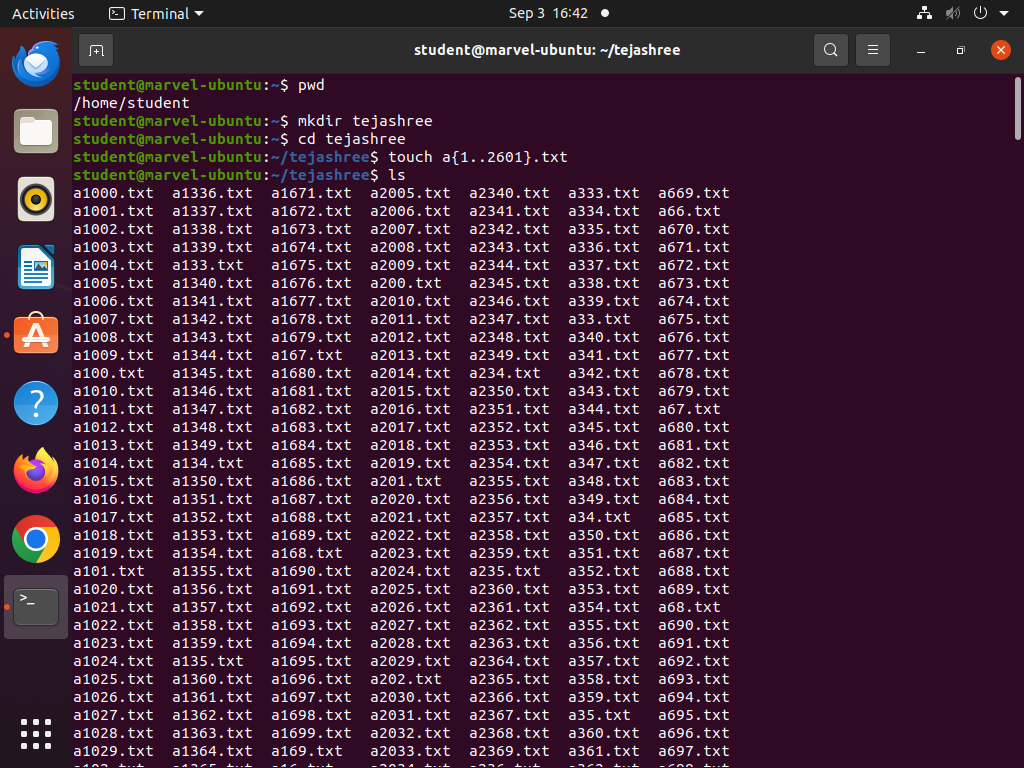 Activities Terminal Sep 3 16:42
student@marvel-ubuntu: ~/tejashree
student@marvel-ubuntu:~$ pwd
/home/student
student@marvel-ubuntu:~$ mkdir tejashree
student@marvel-ubuntu:~$ cd tejashree
student@marvel-ubuntu:~/tejashree$ touch a{1..2601}.txt
student@marvel-ubuntu:~/tejashree$ ls
a1000.txt a1336.txt a1671.txt a2005.txt a2340.txt a333.txt a669.txt
a1001.txt a1337.txt a1672.txt a2006.txt a2341.txt a334.txt a66.txt
a1002.txt a1338.txt a1673.txt a2007.txt a2342.txt a335.txt a670.txt
a1003.txt a1339.txt a1674.txt a2008.txt a2343.txt a336.txt a671.txt
a1004.txt a133.txt a1675.txt a2009.txt a2344.txt a337.txt a672.txt
a1005.txt a1340.txt a1676.txt a200.txt a2345.txt a338.txt a673.txt
a1006.txt a1341.txt a1677.txt a2010.txt a2346.txt a339.txt a674.txt
a1007.txt a1342.txt a1678.txt a2011.txt a2347.txt a33.txt a675.txt
a1008.txt a1343.txt a1679.txt a2012.txt a2348.txt a340.txt a676.txt
a1009.txt a1344.txt a167.txt a2013.txt a2349.txt a341.txt a677.txt
a100.txt a1345.txt a1680.txt a2014.txt a234.txt a342.txt a678.txt
a1010.txt a1346.txt a1681.txt a2015.txt a2350.txt a343.txt a679.txt
a1011.txt a1347.txt a1682.txt a2016.txt a2351.txt a344.txt a67.txt
a1012.txt a1348.txt a1683.txt a2017.txt a2352.txt a345.txt a680.txt
a1013.txt a1349.txt a1684.txt a2018.txt a2353.txt a346.txt a681.txt
a1014.txt a134.txt a1685.txt a2019.txt a2354.txt a347.txt a682.txt
a1015.txt a1350.txt a1686.txt a201.txt a2355.txt a348.txt a683.txt
a1016.txt a1351.txt a1687.txt a2020.txt a2356.txt a349.txt a684.txt
a1017.txt a1352.txt a1688.txt a2021.txt a2357.txt a34.txt a685.txt
a1018.txt a1353.txt a1689.txt a2022.txt a2358.txt a350.txt a686.txt
a1019.txt a1354.txt a168.txt a2023.txt a2359.txt a351.txt a687.txt
a101.txt a1355.txt a1690.txt a2024.txt a235.txt a352.txt a688.txt
a1020.txt a1356.txt a1691.txt a2025.txt a2360.txt a353.txt a689.txt
a1021.txt a1357.txt a1692.txt a2026.txt a2361.txt a354.txt a68.txt
a1022.txt a1358.txt a1693.txt a2027.txt a2362.txt a355.txt a690.txt
a1023.txt a1359.txt a1694.txt a2028.txt a2363.txt a356.txt a691.txt
a1024.txt a135.txt a1695.txt a2029.txt a2364.txt a357.txt a692.txt
a1025.txt a1360.txt a1696.txt a202.txt a2365.txt a358.txt a693.txt
a1026.txt a1361.txt a1697.txt a2030.txt a2366.txt a359.txt a694.txt
a1027.txt a1362.txt a1698.txt a2031.txt a2367.txt a35.txt a695.txt
a1028.txt a1363.txt a1699.txt a2032.txt a2368.txt a360.txt a696.txt
a1029.txt a1364.txt a169.txt a2033.txt a2369.txt a361.txt a697.txt